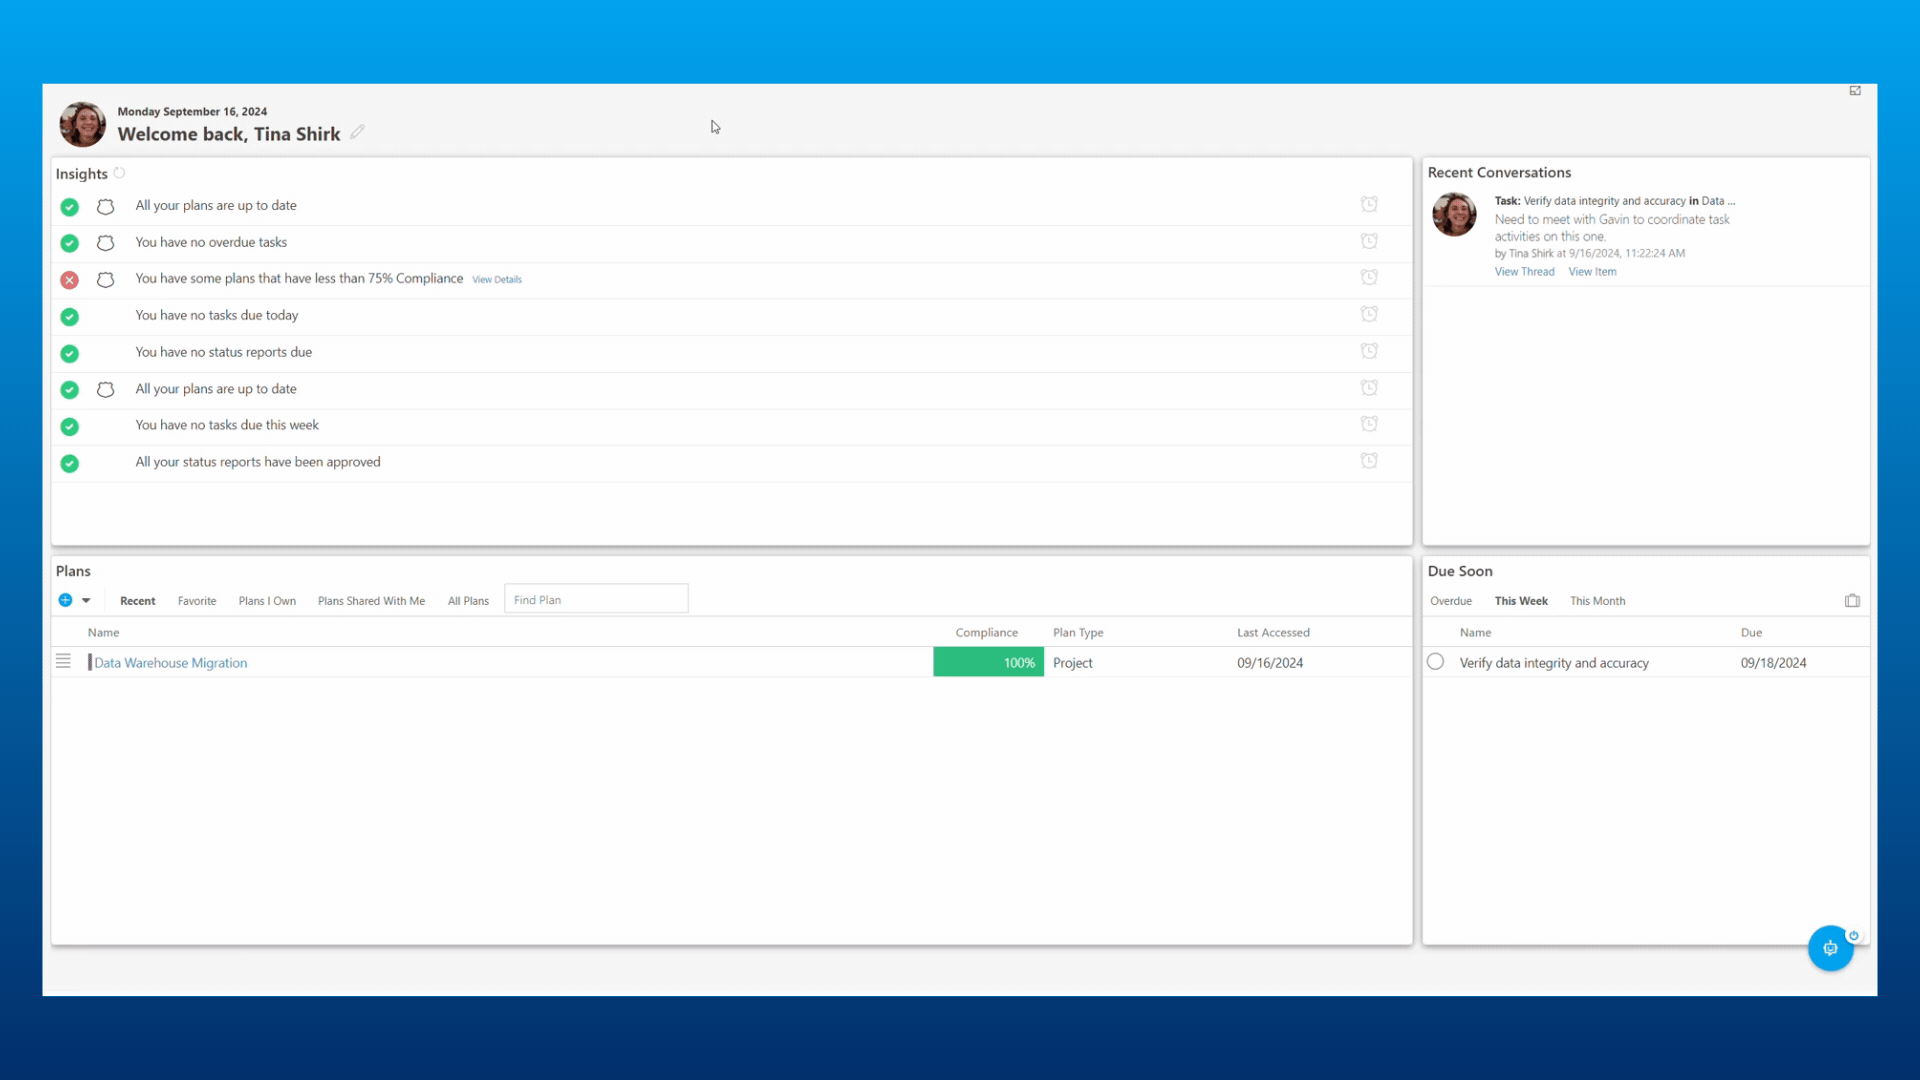 Monday September 16, 2024
Welcome back, Tina Shirk
Insights
All your plans are up to date
You have no overdue tasks
You have some plans that have less than 75% Compliance View Details
You have no tasks due today
You have no status reports due
All your plans are up to date
You have no tasks due this week
All your status reports have been approved
Recent Conversations
Task: Verify data integrity and accuracy in Data ...
Need to meet with Gavin to coordinate task
activities on this one.
by Tina Shirk at 9/16/2024, 11:22:24 AM
View Thread View Item
Plans
Recent Favorite Plans I Own Plans Shared With Me All Plans Find Plan
Name Compliance Plan Type Last Accessed
Data Warehouse Migration 100% Project 09/16/2024
Due Soon
Overdue This Week This Month
Name Due
Verify data integrity and accuracy 09/18/2024